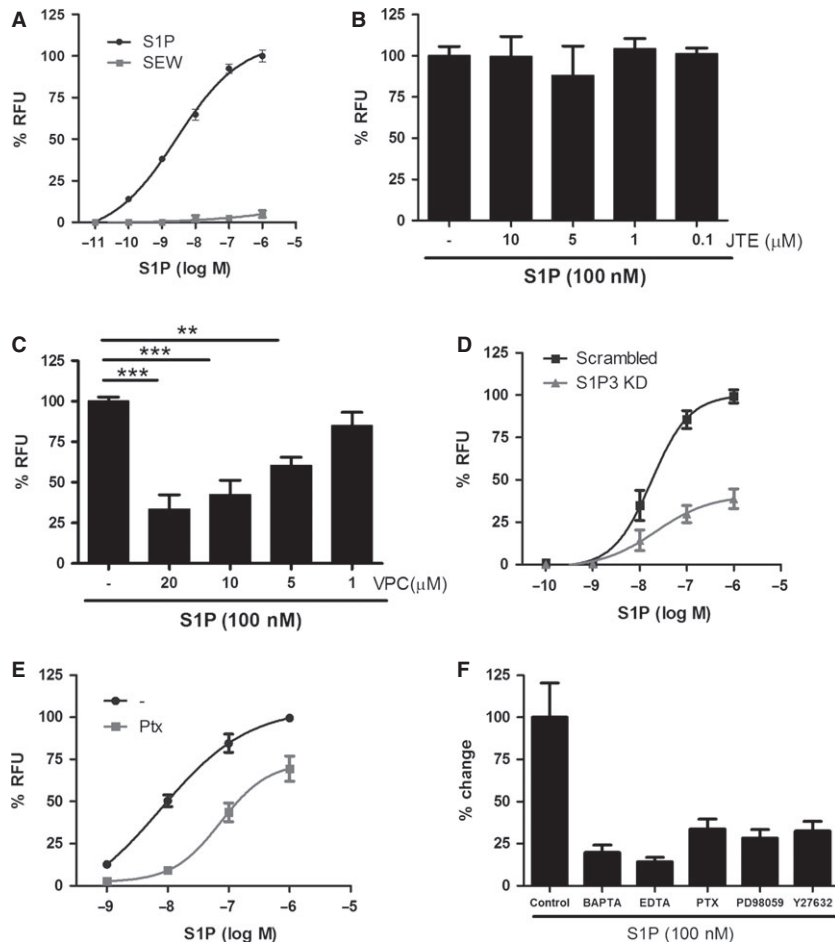 A
S1P
SEW
% RFU
125
100
75
50
25
0
−11 −10 −9 −8 −7 −6 −5
S1P (log M)
B
% RFU
125
100
75
50
25
0
- 10 5 1 0.1 JTE (μM)
S1P (100 nM)
C
**
***
***
% RFU
125
100
75
50
25
0
- 20 10 5 1 VPC(μM)
S1P (100 nM)
D
Scrambled
S1P3 KD
% RFU
125
100
75
50
25
0
−10 −9 −8 −7 −6 −5
S1P (log M)
E
-
Ptx
% RFU
125
100
75
50
25
0
−9 −8 −7 −6 −5
S1P (log M)
F
% change
125
100
75
50
25
0
Control BAPTA EDTA PTX PD98059 Y27632
S1P (100 nM)